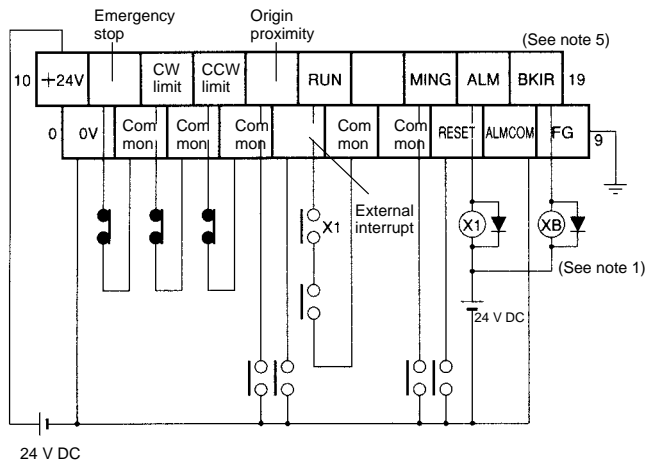 Emergency
stop
Origin
proximity
(See note 5)
10 +24V CW
limit CCW
limit RUN MING ALM BKIR 19
0 0V Com
mon Com
mon Com
mon Com
mon Com
mon RESET ALMCOM FG 9
X1
External
interrupt
X1
XB
(See note 1)
24 V DC
24 V DC